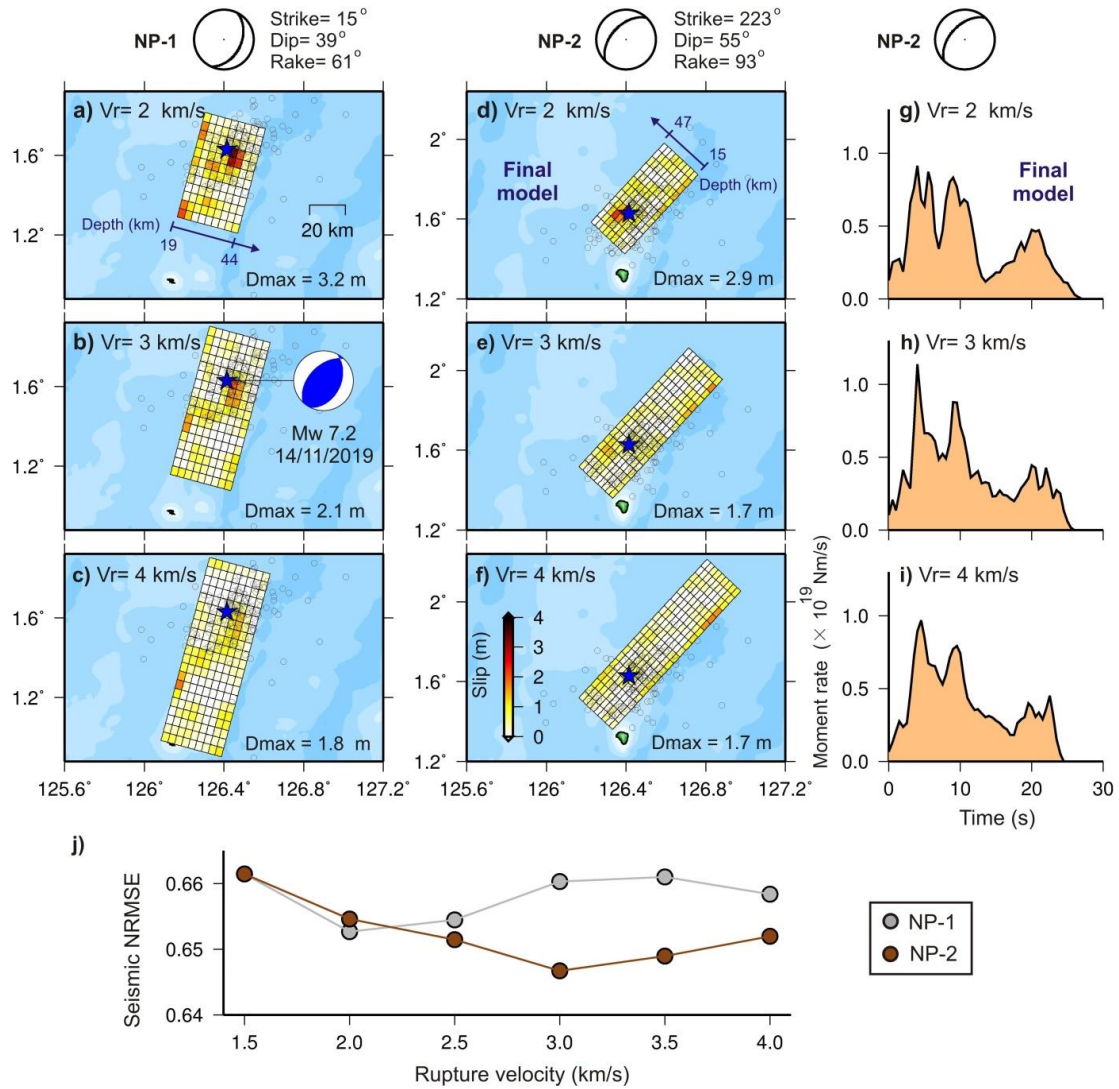 NP-1
Strike= 15°
Dip= 39°
Rake= 61°
NP-2
Strike= 223°
Dip= 55°
Rake= 93°
NP-2
a) Vr= 2 km/s
1.6°
1.2°
Depth (km)
19
44
20 km
Dmax = 3.2 m
d) Vr= 2 km/s
2°
1.6°
1.2°
Final
model
47
15
Depth (km)
Dmax = 2.9 m
g) Vr= 2 km/s
1.0
0.5
0.0
Final
model
b) Vr= 3 km/s
1.6°
1.2°
Mw 7.2
14/11/2019
Dmax = 2.1 m
e) Vr= 3 km/s
2°
1.6°
1.2°
Dmax = 1.7 m
h) Vr= 3 km/s
1.0
0.5
0.0
c) Vr= 4 km/s
1.6°
1.2°
Dmax = 1.8 m
125.6° 126° 126.4° 126.8° 127.2°
f) Vr= 4 km/s
2°
1.6°
1.2°
Slip (m)
4
3
2
1
0
Dmax = 1.7 m
126° 126.4° 126.8° 127.2°
Moment rate (× 10¹⁹ Nm/s)
i) Vr= 4 km/s
1.0
0.5
0.0
0 10 20 30
Time (s)
j)
Seismic NRMSE
0.66
0.65
0.64
1.5 2.0 2.5 3.0 3.5 4.0
Rupture velocity (km/s)
NP-1
NP-2